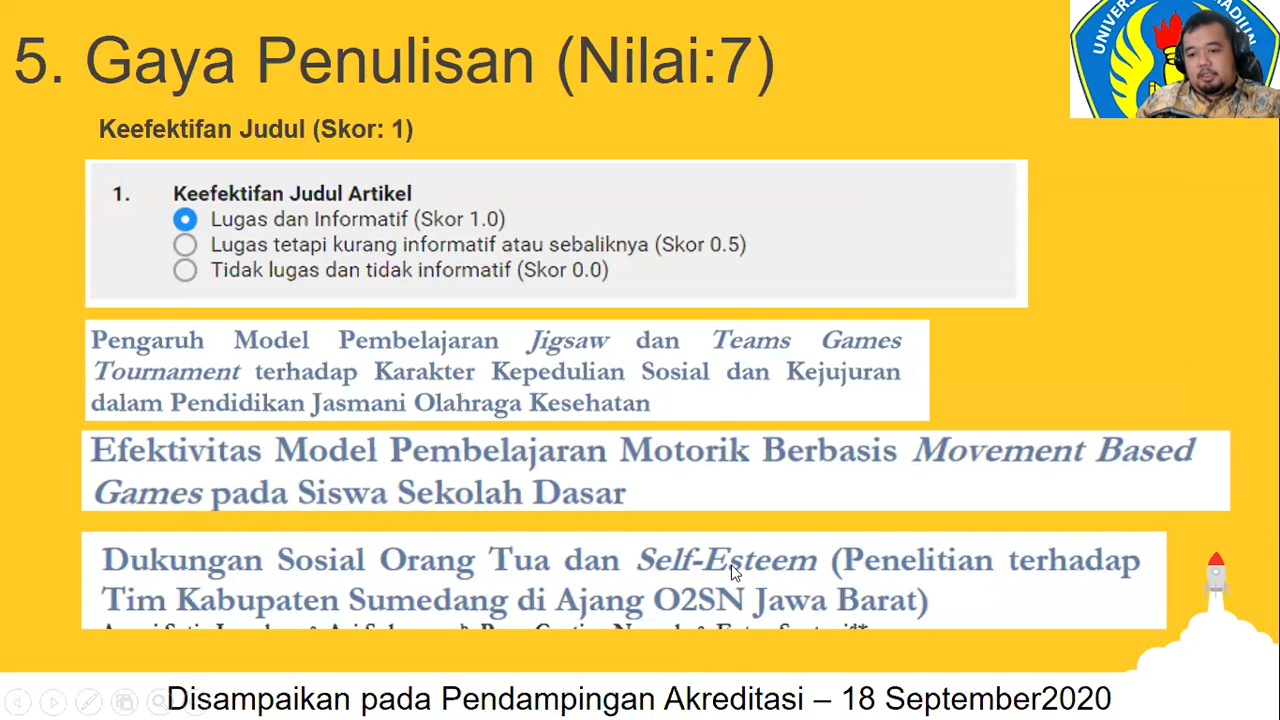 5. Gaya Penulisan (Nilai:7)
Keefektifan Judul (Skor: 1)
1. Keefektifan Judul Artikel
Lugas dan Informatif (Skor 1.0)
Lugas tetapi kurang informatif atau sebaliknya (Skor 0.5)
Tidak lugas dan tidak informatif (Skor 0.0)
Pengaruh Model Pembelajaran Jigsaw dan Teams Games
Tournament terhadap Karakter Kepedulian Sosial dan Kejujuran
dalam Pendidikan Jasmani Olahraga Kesehatan
Efektivitas Model Pembelajaran Motorik Berbasis Movement Based
Games pada Siswa Sekolah Dasar
Dukungan Sosial Orang Tua dan Self-Esteem (Penelitian terhadap
Tim Kabupaten Sumedang di Ajang O2SN Jawa Barat)
Disampaikan pada Pendampingan Akreditasi – 18 September2020